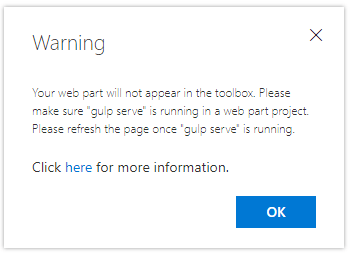 Warning
Your web part will not appear in the toolbox. Please
make sure "gulp serve" is running in a web part project.
Please refresh the page once "gulp serve" is running.
Click here for more information.
OK